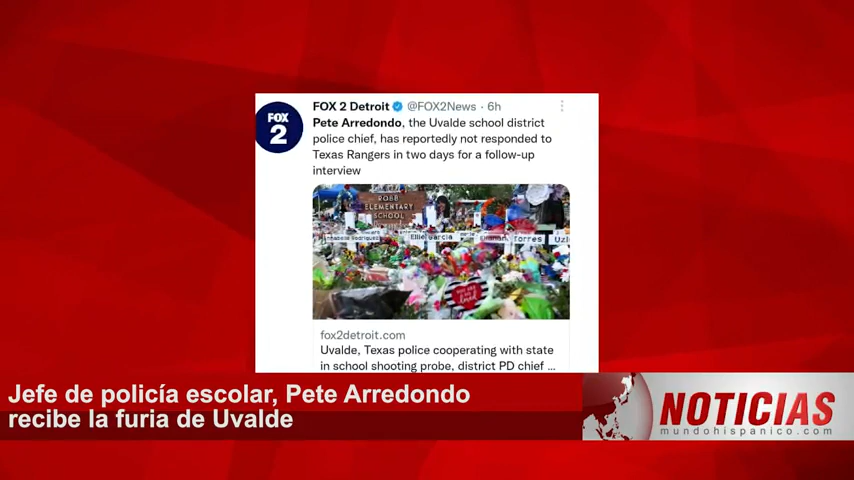 FOX 2 Detroit @FOX2News · 6h
FOX
2
Pete Arredondo, the Uvalde school district
police chief, has reportedly not responded to
Texas Rangers in two days for a follow-up
interview
ROBB
ELEMENTARY
SCHOOL
Ellie Garcia
Torres
fox2detroit.com
Uvalde, Texas police cooperating with state
in school shooting probe, district PD chief ...
Jefe de policía escolar, Pete Arredondo
recibe la furia de Uvalde
NOTICIAS
mundohispanico.com